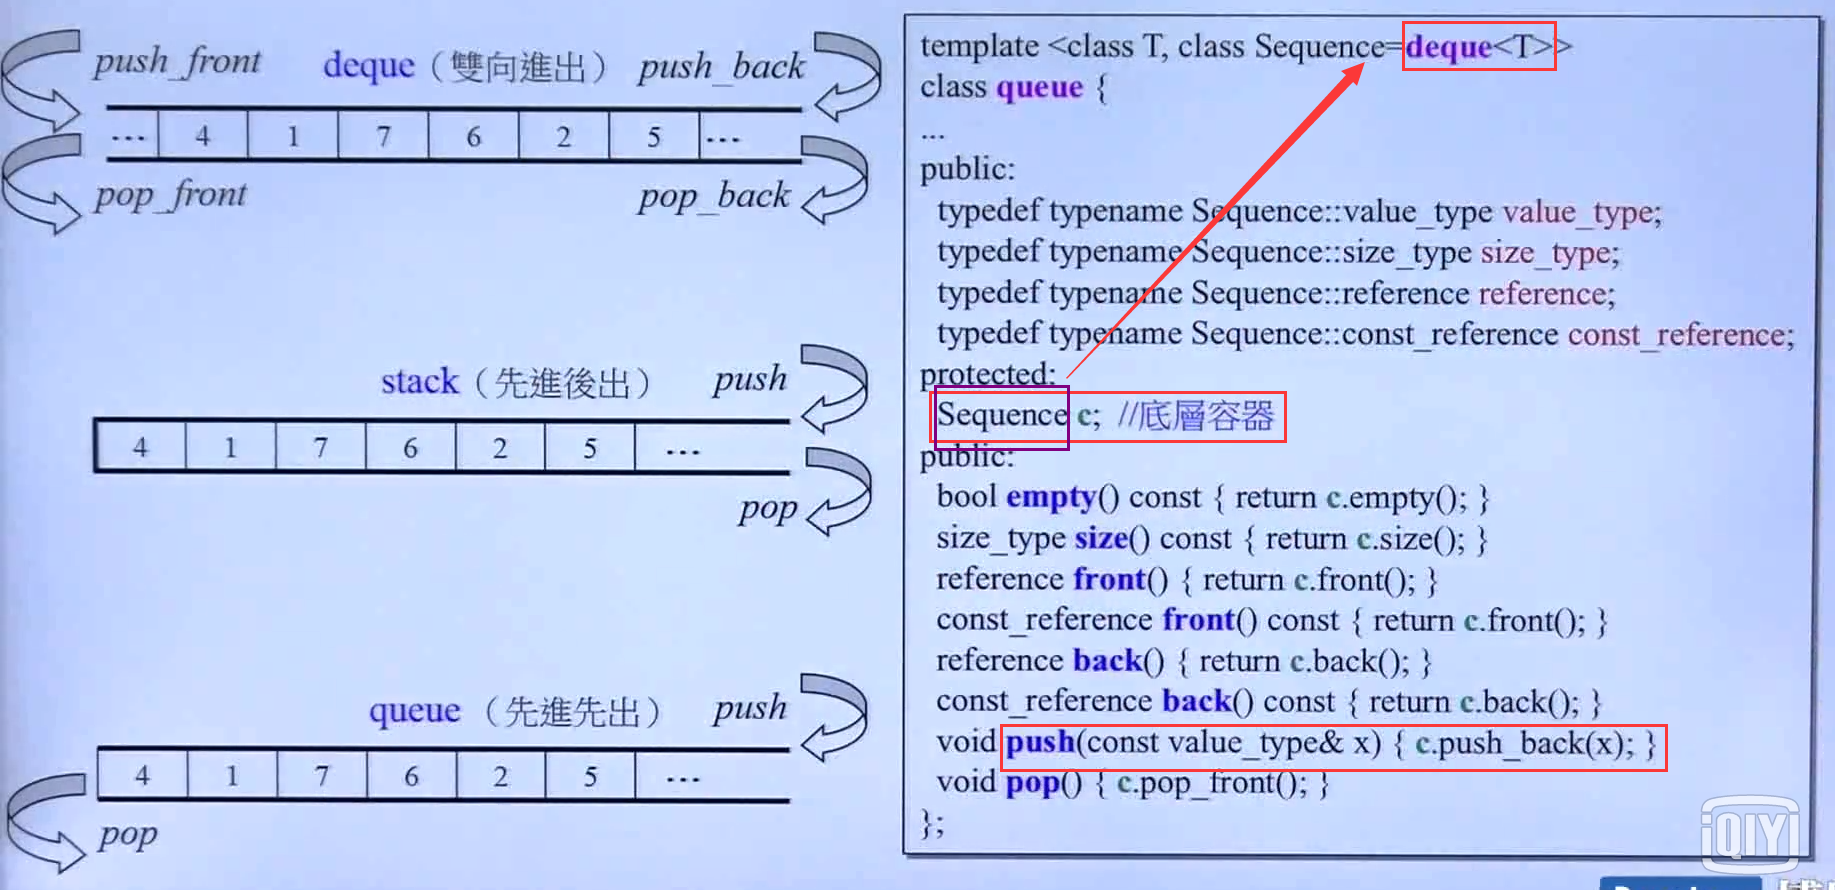 push_front deque（雙向進出） push_back
... 4 1 7 6 2 5 ...
pop_front pop_back
stack（先進後出） push
4 1 7 6 2 5 ...
pop
queue （先進先出） push
4 1 7 6 2 5 ...
pop
template <class T, class Sequence=deque<T>>
class queue {
...
public:
typedef typename Sequence::value_type value_type;
typedef typename Sequence::size_type size_type;
typedef typename Sequence::reference reference;
typedef typename Sequence::const_reference const_reference;
protected:
Sequence c; //底層容器
public:
bool empty() const { return c.empty(); }
size_type size() const { return c.size(); }
reference front() { return c.front(); }
const_reference front() const { return c.front(); }
reference back() { return c.back(); }
const_reference back() const { return c.back(); }
void push(const value_type& x) { c.push_back(x); }
void pop() { c.pop_front(); }
};
iQIYI